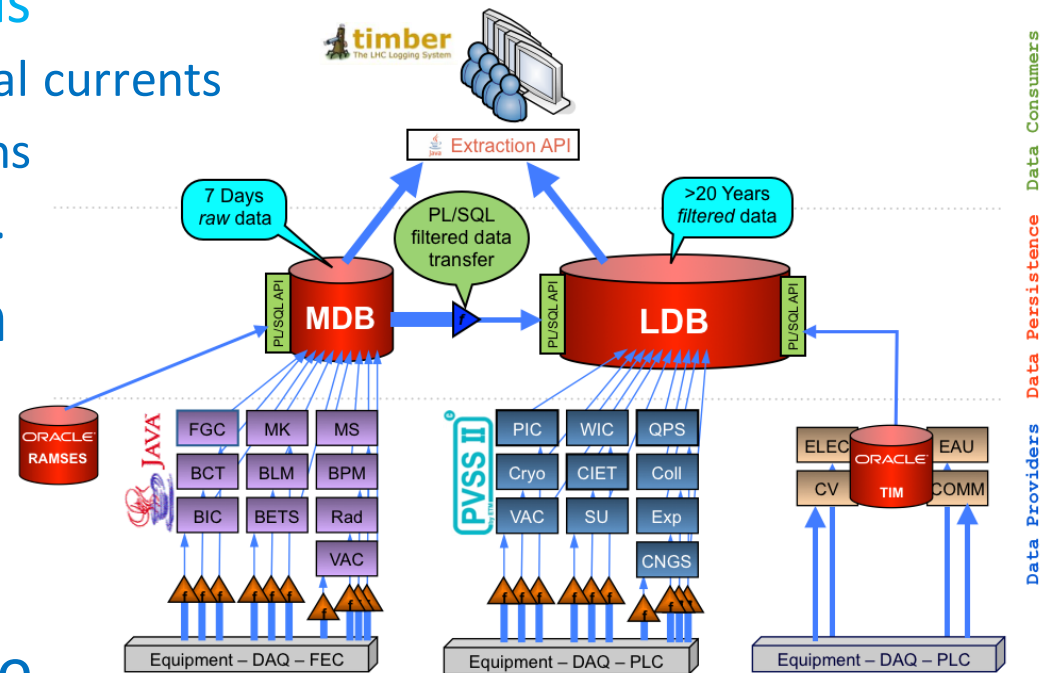 al currents
timber
The LHC Logging System
Java
Extraction API
Data Consumers
7 Days
raw data
PL/SQL
filtered data
transfer
>20 Years
filtered data
PL/SQL API
MDB
f
PL/SQL API
LDB
PL/SQL API
Data Persistence
ORACLE
RAMSES
JAVA
FGC
MK
MS
BCT
BLM
BPM
BIC
BETS
Rad
VAC
f f f f f f f f f f
PVSS II
by ETM
PIC
WIC
QPS
Cryo
CIET
Coll
VAC
SU
Exp
CNGS
f f f f f f f f f f
ELEC
EAU
CV
COMM
ORACLE
TIM
Data Providers
Equipment – DAQ – FEC
Equipment – DAQ – PLC
Equipment – DAQ – PLC